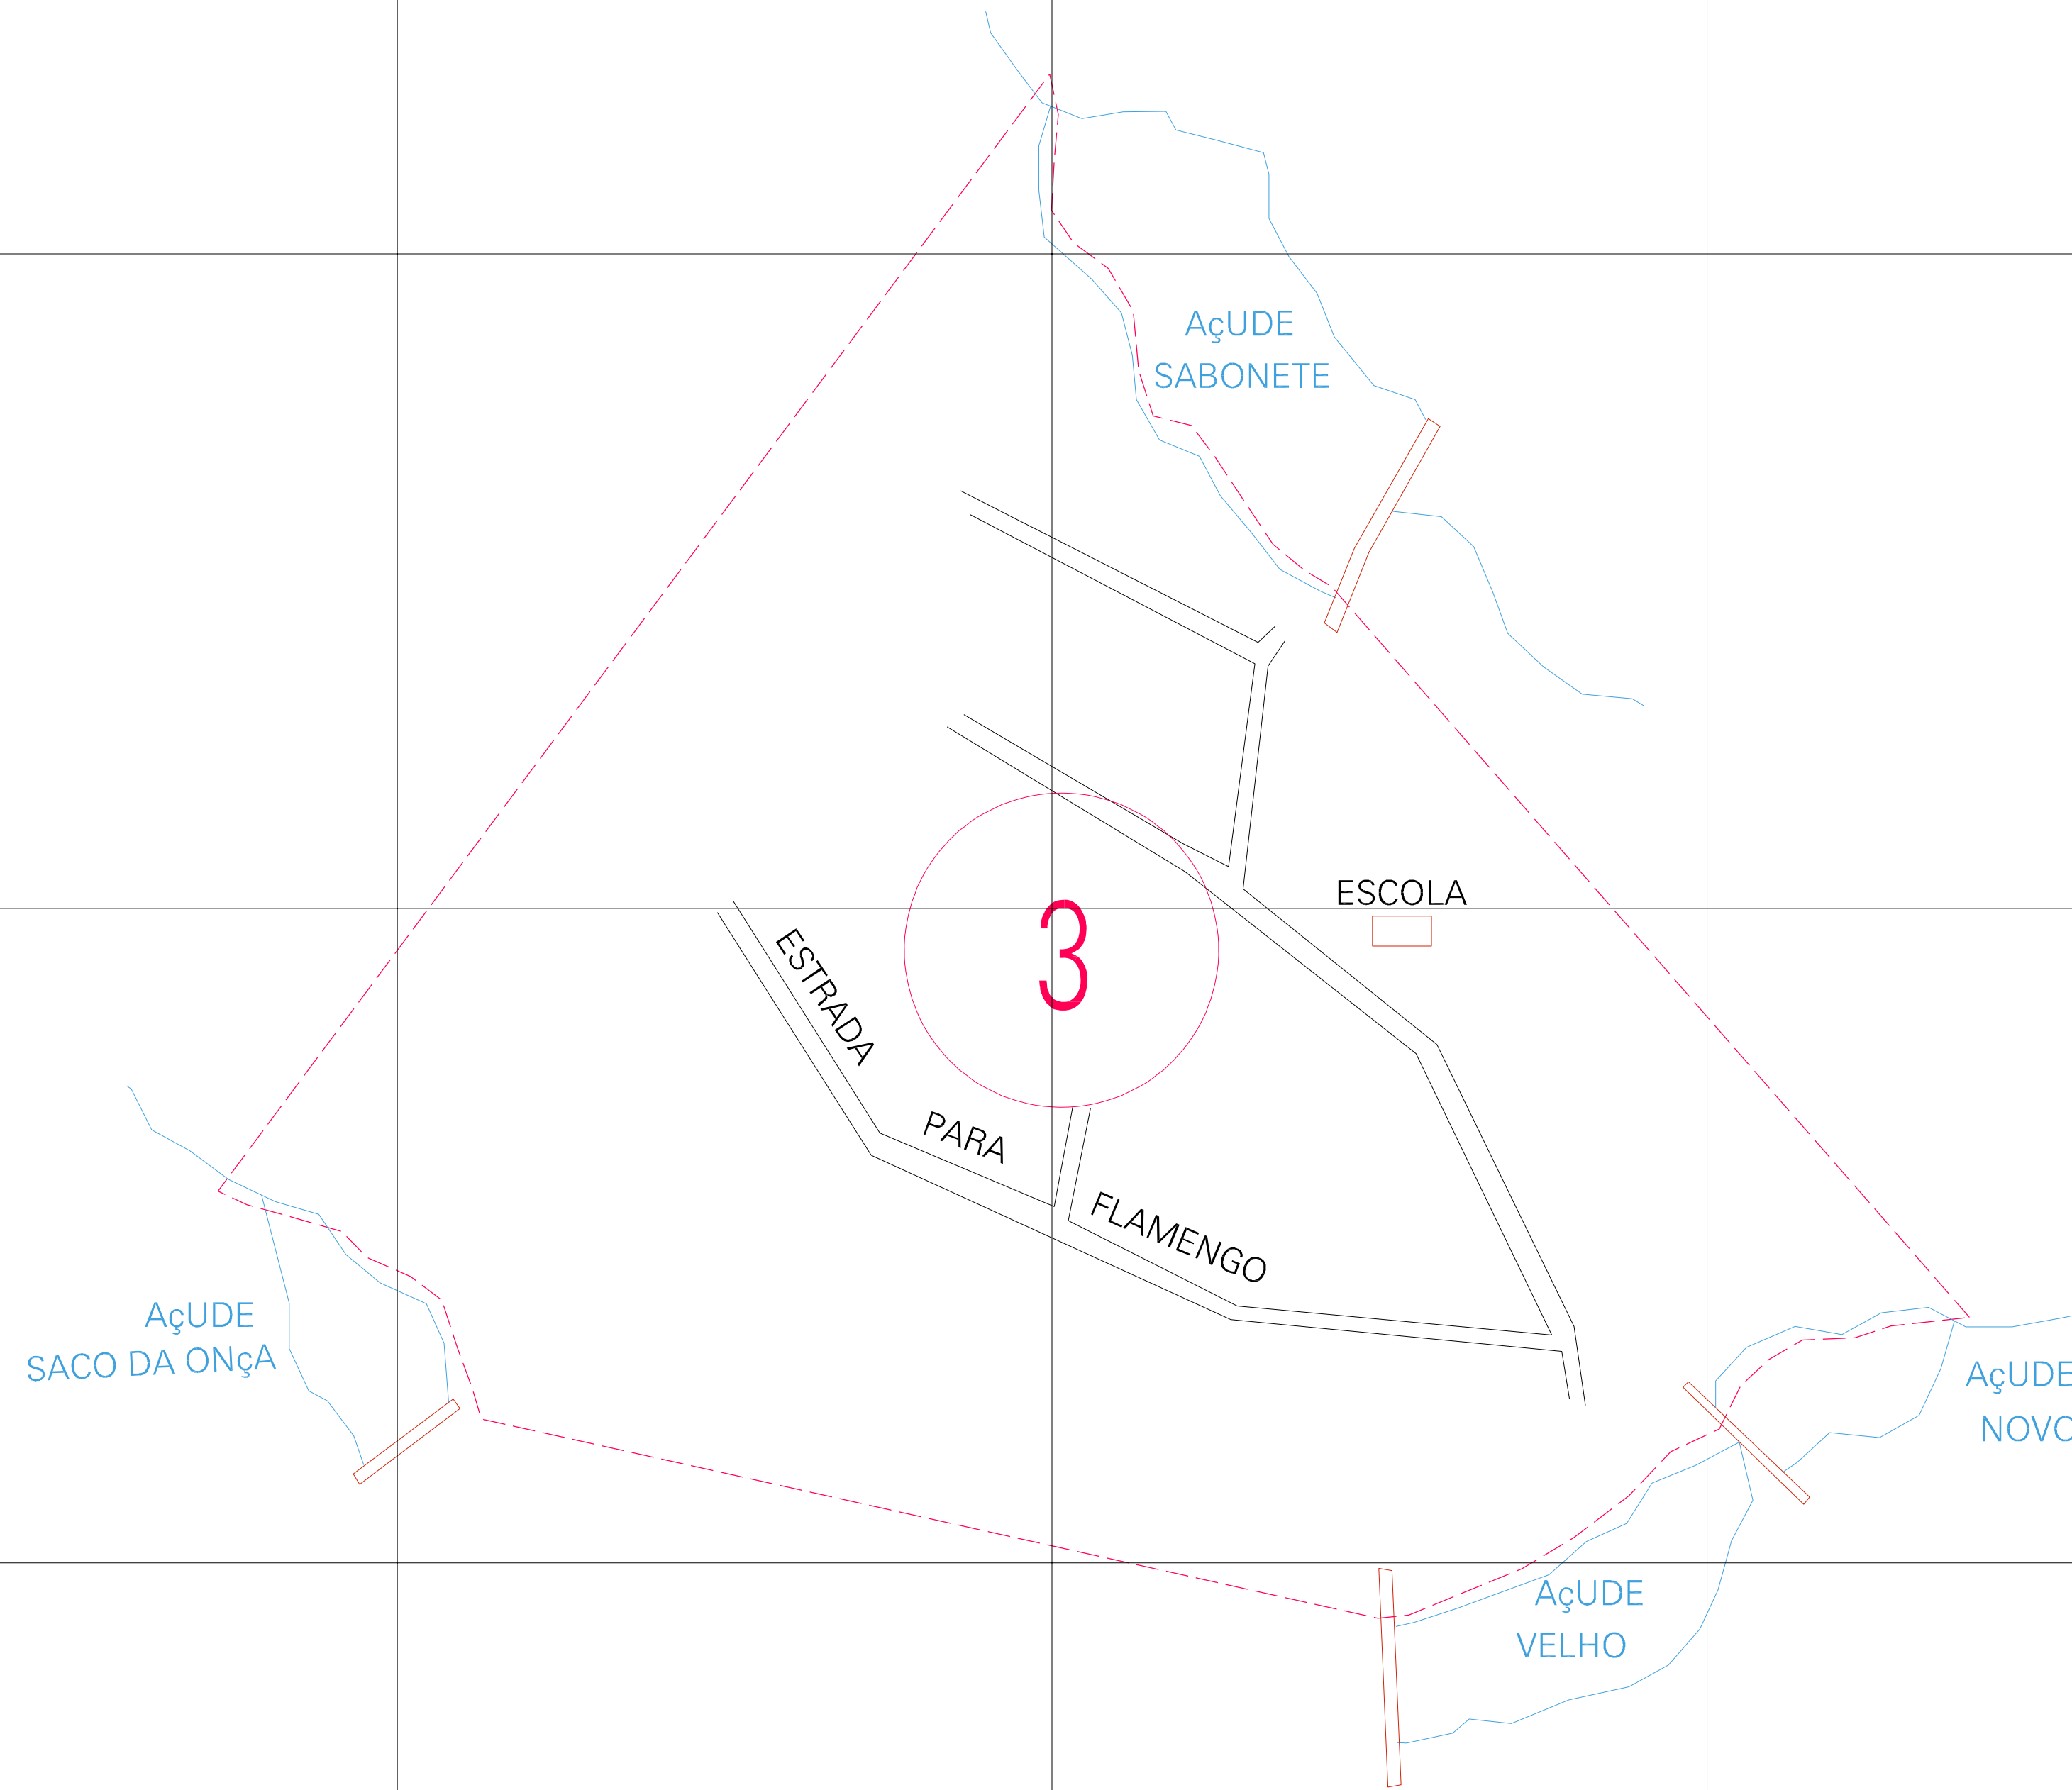 AçUDE
SABONETE
ESCOLA
3
ESTRADA
PARA
FLAMENGO
AçUDE
SACO DA ONçA
AçUDE
NOVO
AçUDE
VELHO